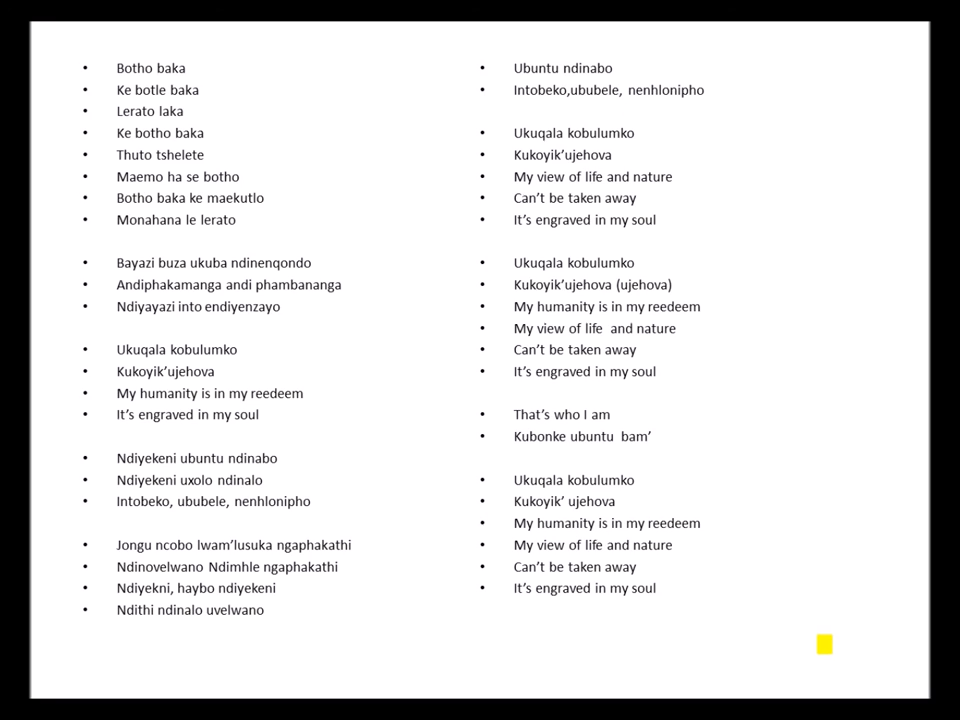 Botho baka
Ke botle baka
Lerato laka
Ke botho baka
Thuto tshelete
Maemo ha se botho
Botho baka ke maekutlo
Monahana le lerato
Bayazi buza ukuba ndinenqondo
Andiphakamanga andi phambananga
Ndiyayazi into endiyenzayo
Ukuqala kobulumko
Kukoyik’ujehova
My humanity is in my reedeem
It’s engraved in my soul
Ndiyekeni ubuntu ndinabo
Ndiyekeni uxolo ndinalo
Intobeko, ububele, nenhlonipho
Jongu ncobo lwam’lusuka ngaphakathi
Ndinovelwano Ndimhle ngaphakathi
Ndiyekni, haybo ndiyekeni
Ndithi ndinalo uvelwano
Ubuntu ndinabo
Intobeko,ububele, nenhlonipho
Ukuqala kobulumko
Kukoyik’ujehova
My view of life and nature
Can’t be taken away
It’s engraved in my soul
Ukuqala kobulumko
Kukoyik’ujehova (ujehova)
My humanity is in my reedeem
My view of life and nature
Can’t be taken away
It’s engraved in my soul
That’s who I am
Kubonke ubuntu bam’
Ukuqala kobulumko
Kukoyik’ ujehova
My humanity is in my reedeem
My view of life and nature
Can’t be taken away
It’s engraved in my soul